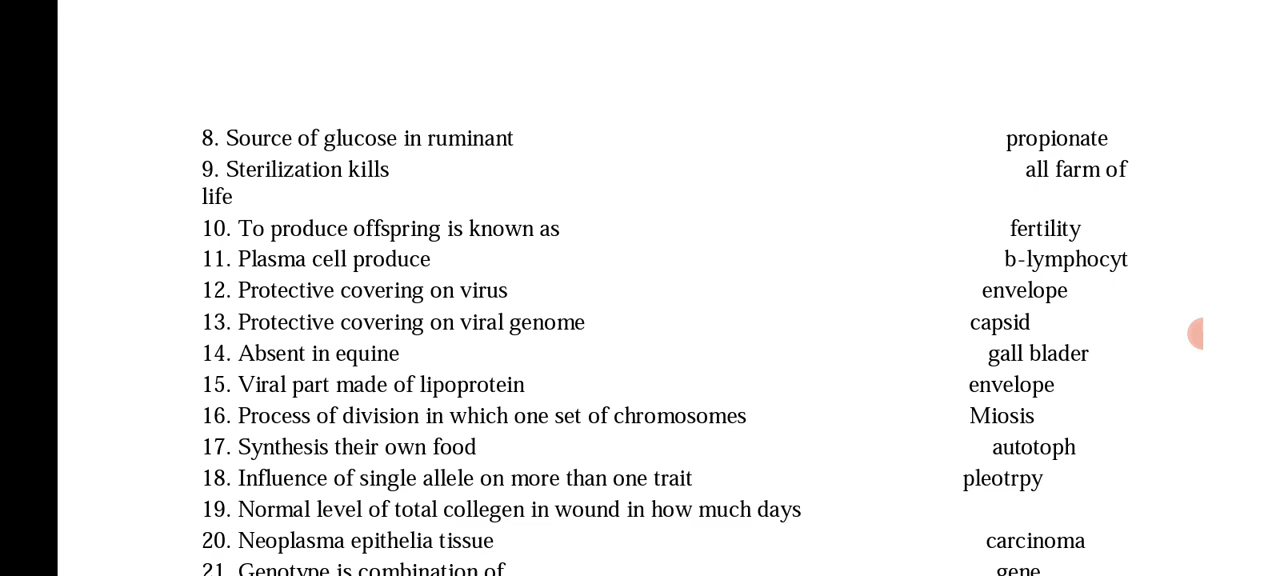 8. Source of glucose in ruminant propionate
9. Sterilization kills all farm of
life
10. To produce offspring is known as fertility
11. Plasma cell produce b-lymphocyt
12. Protective covering on virus envelope
13. Protective covering on viral genome capsid
14. Absent in equine gall blader
15. Viral part made of lipoprotein envelope
16. Process of division in which one set of chromosomes Miosis
17. Synthesis their own food autotoph
18. Influence of single allele on more than one trait pleotrpy
19. Normal level of total collegen in wound in how much days
20. Neoplasma epithelia tissue carcinoma
21. Genotype is combination of gene